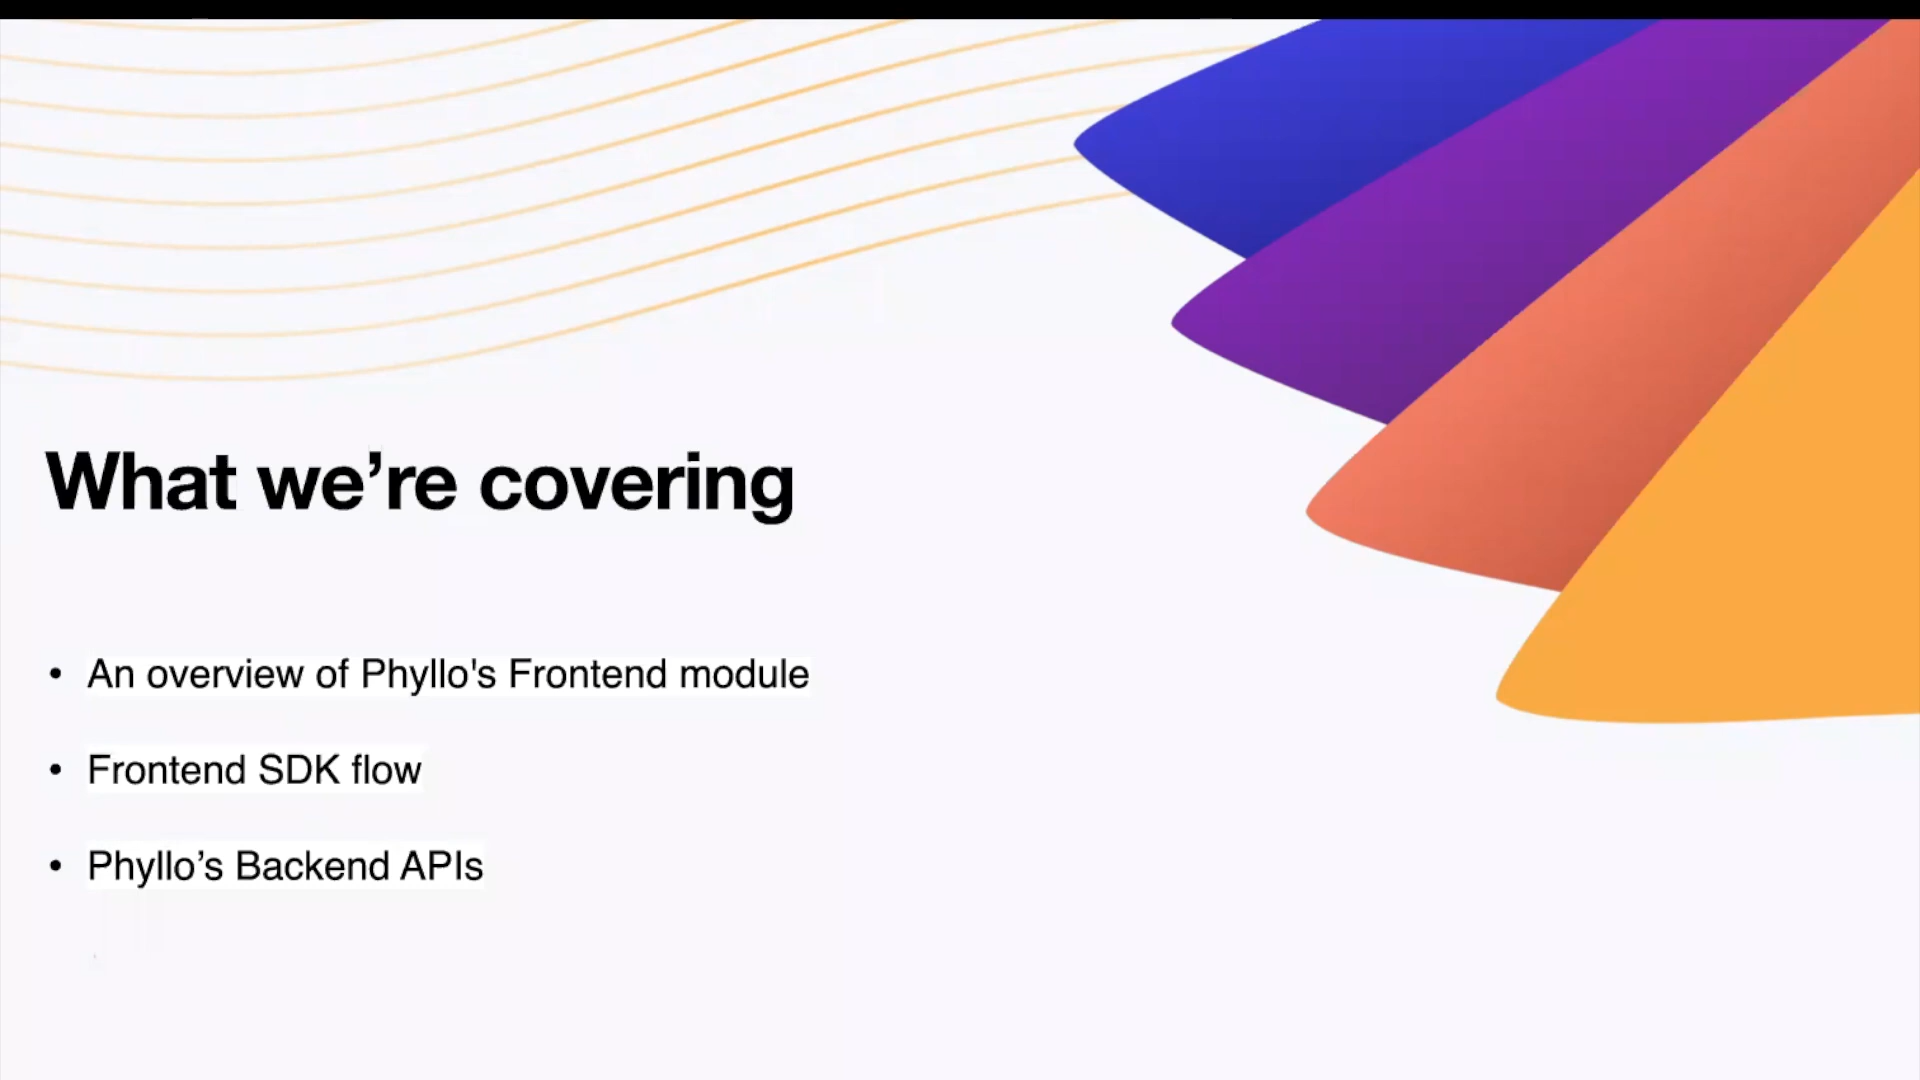 What we’re covering
• An overview of Phyllo's Frontend module
• Frontend SDK flow
• Phyllo’s Backend APIs